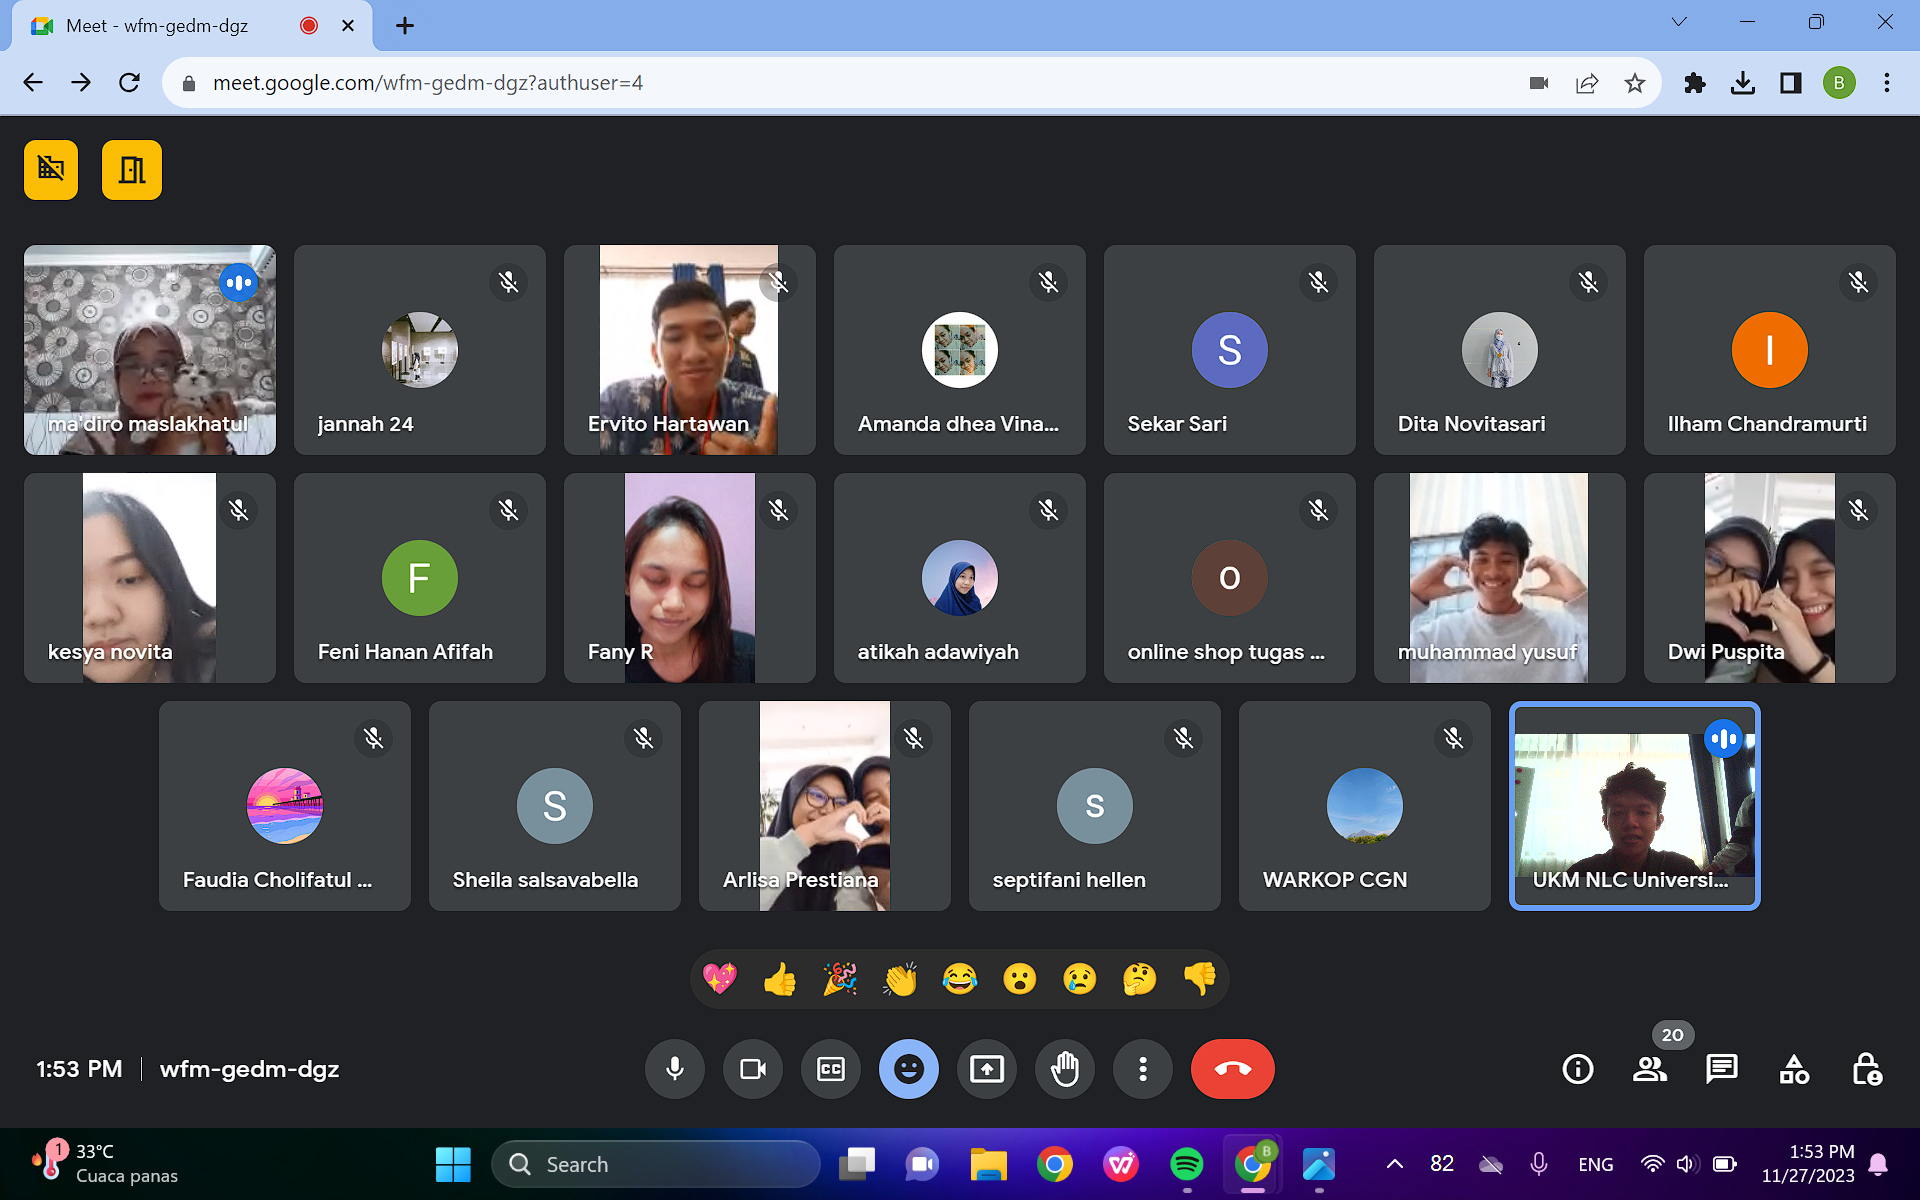 Meet - wfm-gedm-dgz
meet.google.com/wfm-gedm-dgz?authuser=4
B
ma'diro maslakhatul
jannah 24
Ervito Hartawan
Amanda dhea Vina...
S
Sekar Sari
Dita Novitasari
I
Ilham Chandramurti
kesya novita
F
Feni Hanan Afifah
Fany R
atikah adawiyah
o
online shop tugas ...
muhammad yusuf
Dwi Puspita
Faudia Cholifatul ...
S
Sheila salsavabella
Arlisa Prestiana
s
septifani hellen
WARKOP CGN
UKM NLC Universi...
1:53 PM
wfm-gedm-dgz
CC
20
1
33°C
Cuaca panas
Search
B
82
ENG
1:53 PM
11/27/2023